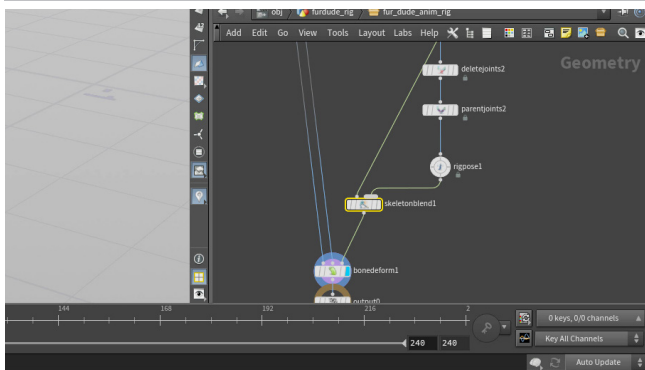 obj furdude_rig fur_dude_anim_rig
Add Edit Go View Tools Layout Labs Help
Geometry
deletejoints2
parentjoints2
rigpose1
skeletonblend1
bonedeform1
output0
144 168 192 216 2
240 240
0 keys, 0/0 channels
Key All Channels
Auto Update